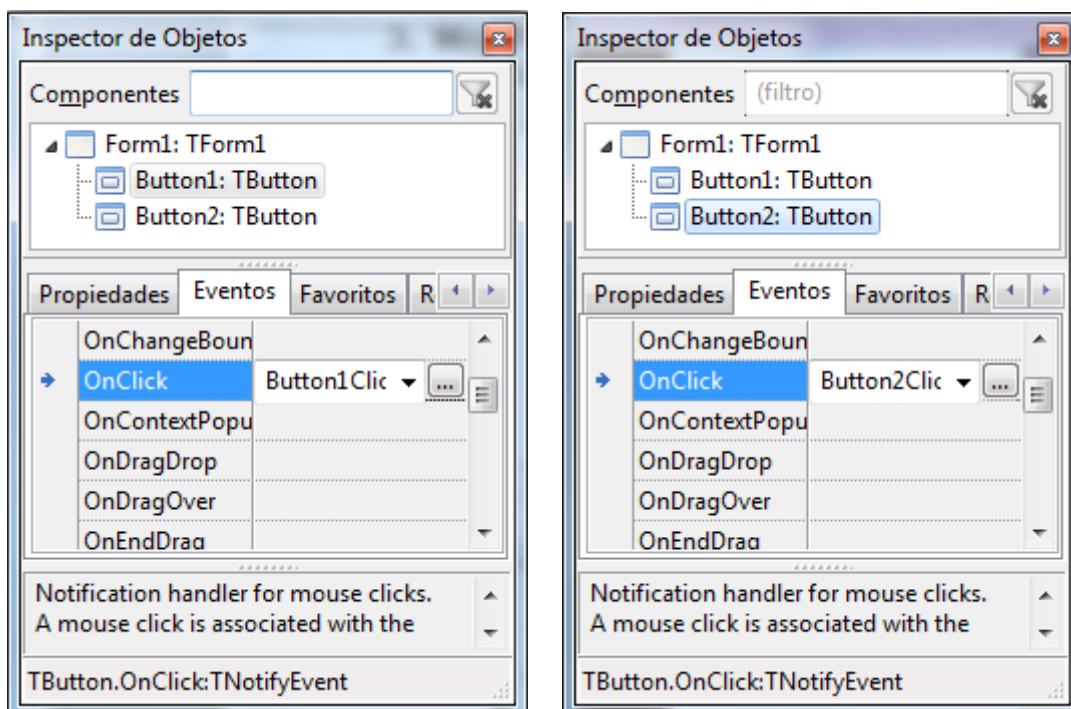 Inspector de Objetos
Componentes
Form1: TForm1
Button1: TButton
Button2: TButton
Propiedades Eventos Favoritos R
OnChangeBoun
OnClick Button1Clic ...
OnContextPopu
OnDragDrop
OnDragOver
OnEndDrag
Notification handler for mouse clicks.
A mouse click is associated with the
TButton.OnClick:TNotifyEvent
Inspector de Objetos
Componentes (filtro)
Form1: TForm1
Button1: TButton
Button2: TButton
Propiedades Eventos Favoritos R
OnChangeBoun
OnClick Button2Clic ...
OnContextPopu
OnDragDrop
OnDragOver
OnEndDrag
Notification handler for mouse clicks.
A mouse click is associated with the
TButton.OnClick:TNotifyEvent